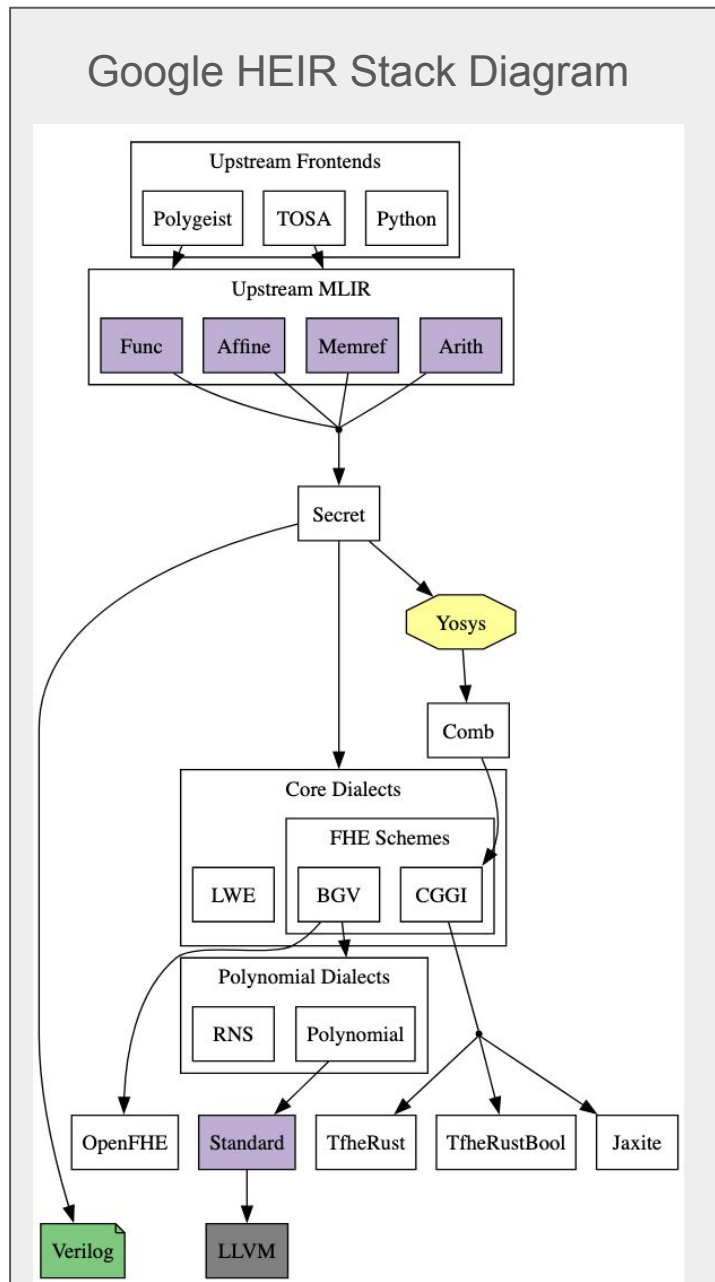 Google HEIR Stack Diagram
Upstream Frontends
Polygeist
TOSA
Python
Upstream MLIR
Func
Affine
Memref
Arith
Secret
Yosys
Comb
Core Dialects
FHE Schemes
LWE
BGV
CGGI
Polynomial Dialects
RNS
Polynomial
OpenFHE
Standard
TfheRust
TfheRustBool
Jaxite
Verilog
LLVM